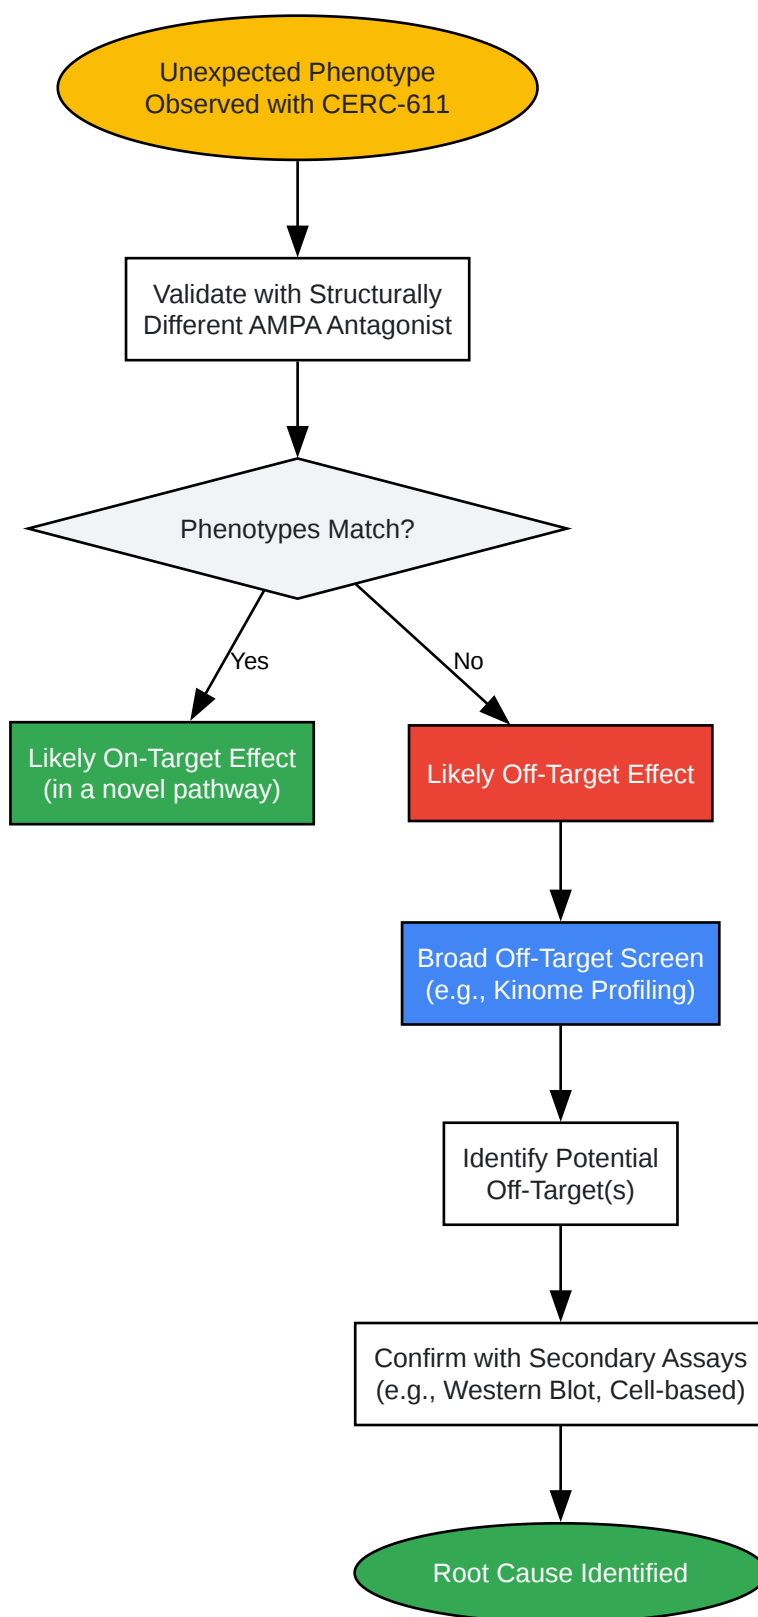 Unexpected Phenotype
Observed with CERC-611
Validate with Structurally
Different AMPA Antagonist
Phenotypes Match?
Yes
No
Likely On-Target Effect
(in a novel pathway)
Likely Off-Target Effect
Broad Off-Target Screen
(e.g., Kinome Profiling)
Identify Potential
Off-Target(s)
Confirm with Secondary Assays
(e.g., Western Blot, Cell-based)
Root Cause Identified